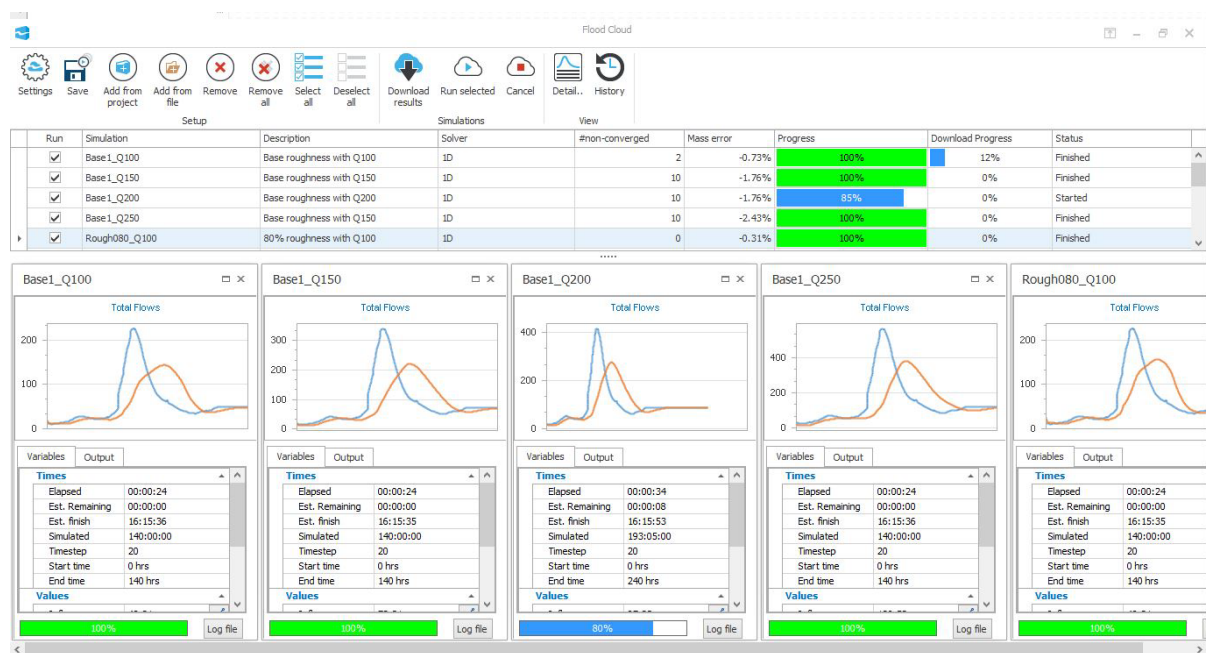 Flood Cloud
Settings Save Add from project Add from file Remove Remove all Select all Deselect all Download results Run selected Cancel Detail.. History
Setup Simulations View
Run Simulation Description Solver #non-converged Mass error Progress Download Progress Status
Base1_Q100 Base roughness with Q100 1D 2 -0.73% 100% 12% Finished
Base1_Q150 Base roughness with Q150 1D 10 -1.76% 100% 0% Finished
Base1_Q200 Base roughness with Q200 1D 10 -1.76% 85% 0% Started
Base1_Q250 Base roughness with Q150 1D 10 -2.43% 100% 0% Finished
Rough080_Q100 80% roughness with Q100 1D 0 -0.31% 100% 0% Finished
Base1_Q100 Base1_Q150 Base1_Q200 Base1_Q250 Rough080_Q100
Total Flows Total Flows Total Flows Total Flows Total Flows
200 100 0
300 200 100 0
400 200 0
400 200 0
200 100 0
Variables Output Variables Output Variables Output Variables Output Variables Output
Times Times Times Times Times
Elapsed 00:00:24 Elapsed 00:00:24 Elapsed 00:00:34 Elapsed 00:00:24 Elapsed 00:00:24
Est. Remaining 00:00:00 Est. Remaining 00:00:00 Est. Remaining 00:00:08 Est. Remaining 00:00:00 Est. Remaining 00:00:00
Est. finish 16:15:36 Est. finish 16:15:35 Est. finish 16:15:53 Est. finish 16:15:36 Est. finish 16:15:35
Simulated 140:00:00 Simulated 140:00:00 Simulated 193:05:00 Simulated 140:00:00 Simulated 140:00:00
Timestep 20 Timestep 20 Timestep 20 Timestep 20 Timestep 20
Start time 0 hrs Start time 0 hrs Start time 0 hrs Start time 0 hrs Start time 0 hrs
End time 140 hrs End time 140 hrs End time 240 hrs End time 140 hrs End time 140 hrs
Values Values Values Values Values
100% Log file 100% Log file 80% Log file 100% Log file 100%